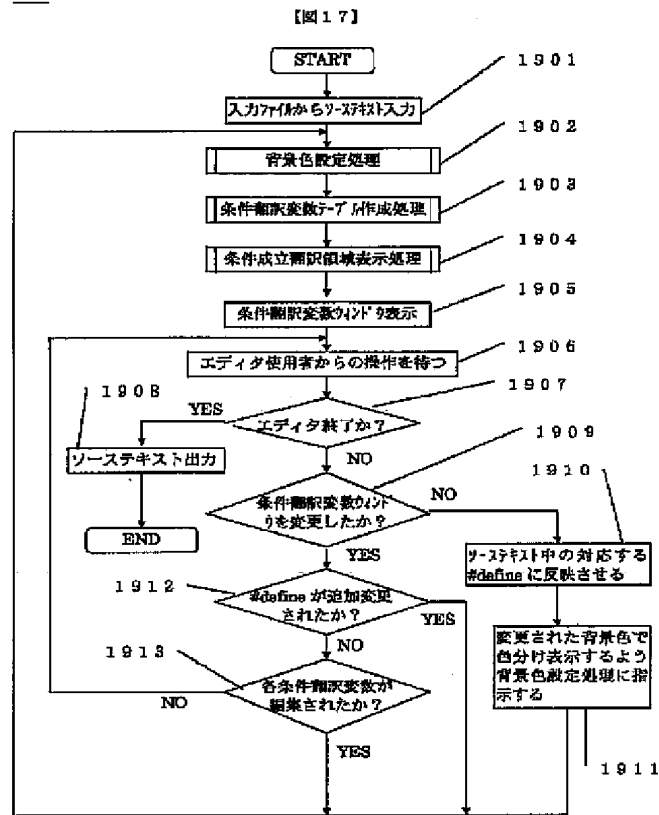 【図１７】
START
１９０１
入力ファイルからソーステキスト入力
１９０２
背景色設定処理
１９０３
条件翻訳変数テーブル作成処理
１９０４
条件成立翻訳領域表示処理
１９０５
条件翻訳変数ウィンドウ表示
１９０６
エディタ使用者からの操作を待つ
１９０７
１９０８
YES
エディタ終了か？
ソーステキスト出力
NO
１９０９
１９１０
END
条件翻訳変数ウィンド
ウを変更したか？
NO
YES
ソーステキスト中の対応する
#define に反映させる
１９１２
#define が追加変更
されたか？
YES
NO
変更された背景色で
色分け表示するよう
背景色設定処理に指
示する
１９１３
各条件翻訳変数が
編集されたか？
NO
YES
１９１１